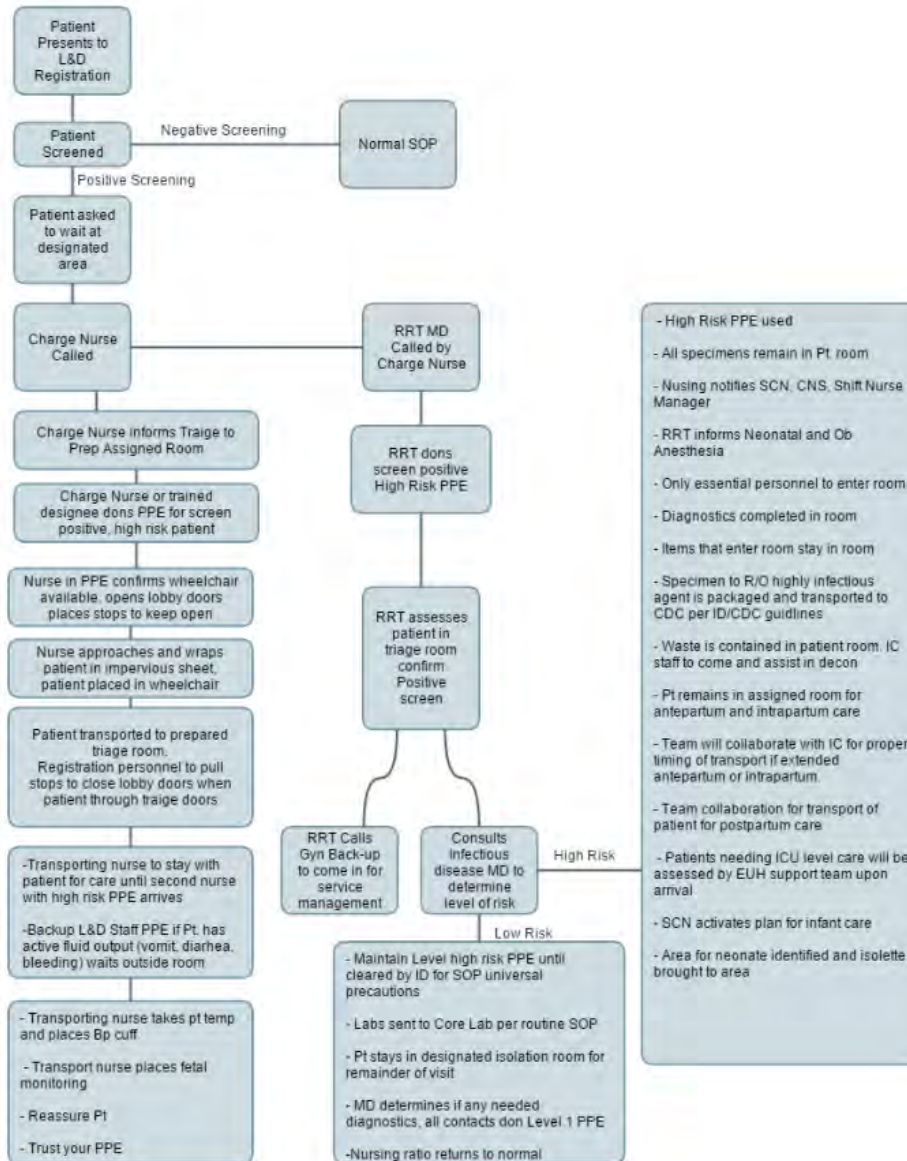 Patient
Presents to
L&D
Registration
Patient
Screened
Negative Screening
Normal SOP
Positive Screening
Patient asked
to wait at
designated
area
Charge Nurse
Called
RRT MD
Called by
Charge Nurse
Charge Nurse informs Traige to
Prep Assigned Room
RRT dons
screen positive
High Risk PPE
Charge Nurse or trained
designee dons PPE for screen
positive, high risk patient
Nurse in PPE confirms wheelchair
available, opens lobby doors
places stops to keep open
Nurse approaches and wraps
patient in impervious sheet,
patient placed in wheelchair
RRT assesses
patient in
triage room
confirm
Positive
screen
Patient transported to prepared
triage room.
Registration personnel to pull
stops to close lobby doors when
patient through traige doors
RRT Calls
Gyn Back-up
to come in for
service
management
Consults
Infectious
disease MD to
determine
level of risk
High Risk
Low Risk
-Transporting nurse to stay with
patient for care until second nurse
with high risk PPE arrives
-Backup L&D Staff PPE if Pt. has
active fluid output (vomit, diarhea,
bleeding) waits outside room
- Transporting nurse takes pt temp
and places Bp cuff
- Transport nurse places fetal
monitoring
- Reassure Pt
- Trust your PPE
- Maintain Level high risk PPE until
cleared by ID for SOP universal
precautions
- Labs sent to Core Lab per routine SOP
- Pt stays in designated isolation room for
remainder of visit
- MD determines if any needed
diagnostics, all contacts don Level 1 PPE
-Nursing ratio returns to normal
- High Risk PPE used
- All specimens remain in Pt. room
- Nusing notifies SCN, CNS, Shift Nurse
Manager
- RRT informs Neonatal and Ob
Anesthesia
- Only essential personnel to enter room
- Diagnostics completed in room
- Items that enter room stay in room
- Specimen to R/O highly infectious
agent is packaged and transported to
CDC per ID/CDC guidlines
- Waste is contained in patient room. IC
staff to come and assist in decon
- Pt remains in assigned room for
antepartum and intrapartum care
- Team will collaborate with IC for proper
timing of transport if extended
antepartum or intrapartum.
- Team collaboration for transport of
patient for postpartum care
- Patients needing ICU level care will be
assessed by EUH support team upon
arrival
- SCN activates plan for infant care
- Area for neonate identified and isolette
brought to area